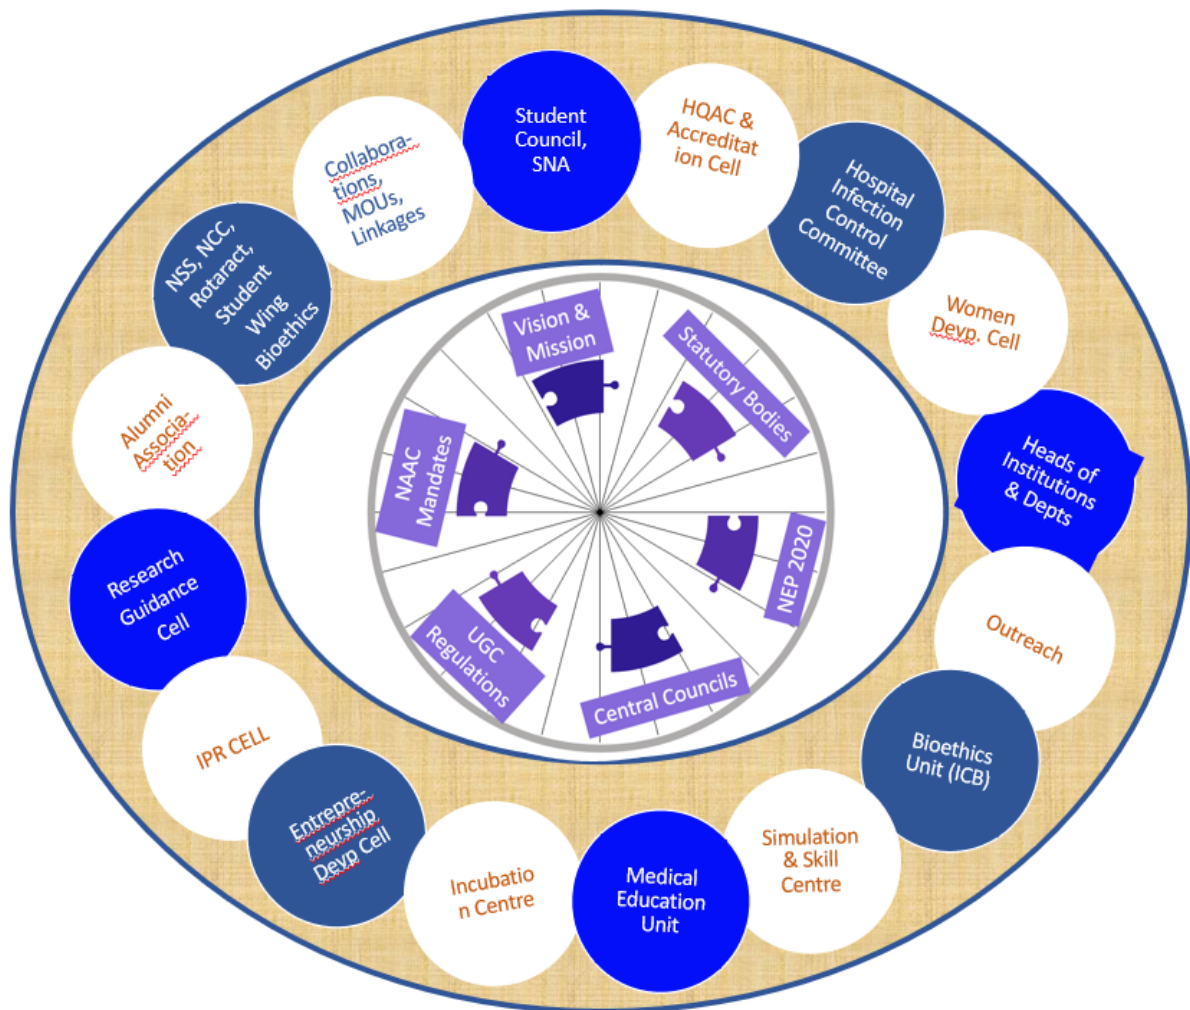 Student
Council,
SNA
HQAC &
Accreditat
ion Cell
Hospital
Infection
Control
Committee
Women
Devp. Cell
Heads of
Institutions
& Depts
Outreach
Bioethics
Unit (ICB)
Simulation
& Skill
Centre
Medical
Education
Unit
Incubatio
n Centre
Entrepre-
neurship
Devp Cell
IPR CELL
Research
Guidance
Cell
Alumni
Associa-
tion
NSS, NCC,
Rotaract,
Student
Wing
Bioethics
Collabora-
tions,
MOUs,
Linkages
Vision &
Mission
Statutory Bodies
NEP 2020
Central Councils
UGC
Regulations
NAAC
Mandates